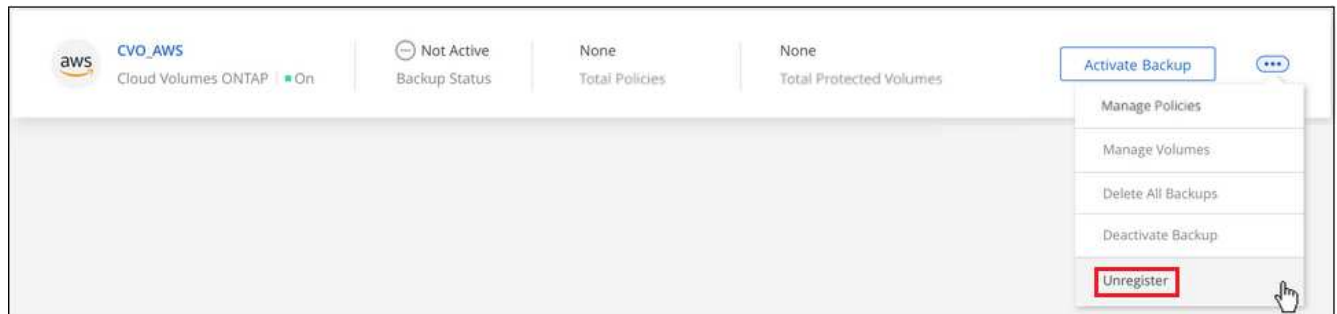 aws CVO_AWS Not Active None None Activate Backup
Cloud Volumes ONTAP On Backup Status Total Policies Total Protected Volumes
Manage Policies
Manage Volumes
Delete All Backups
Deactivate Backup
Unregister